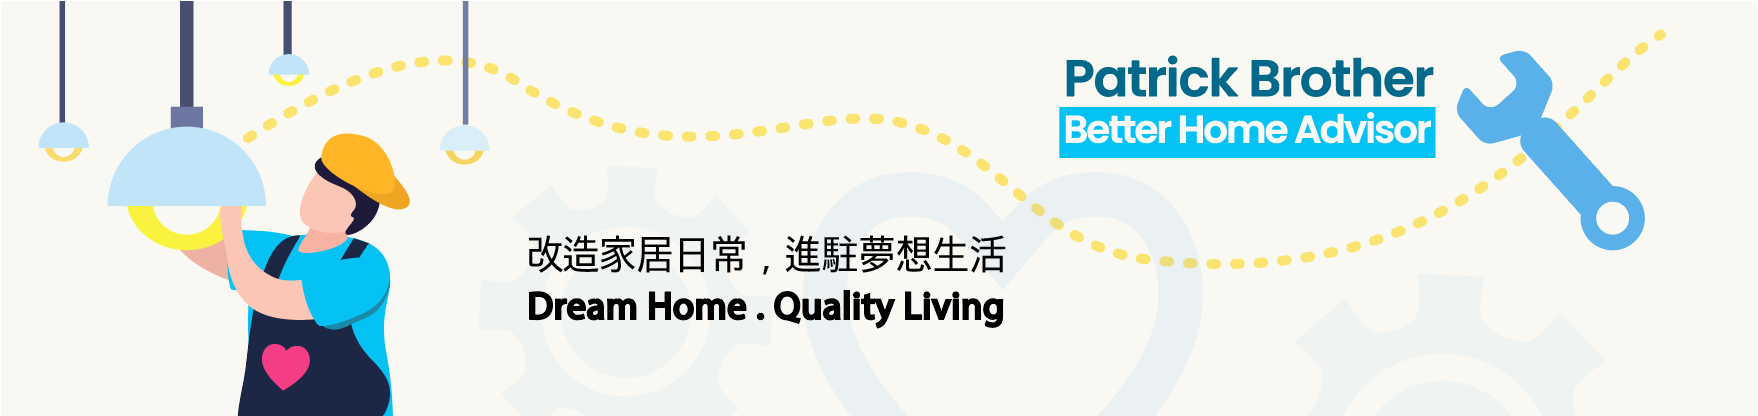 Patrick Brother
Better Home Advisor
改造家居日常，進駐夢想生活
Dream Home . Quality Living